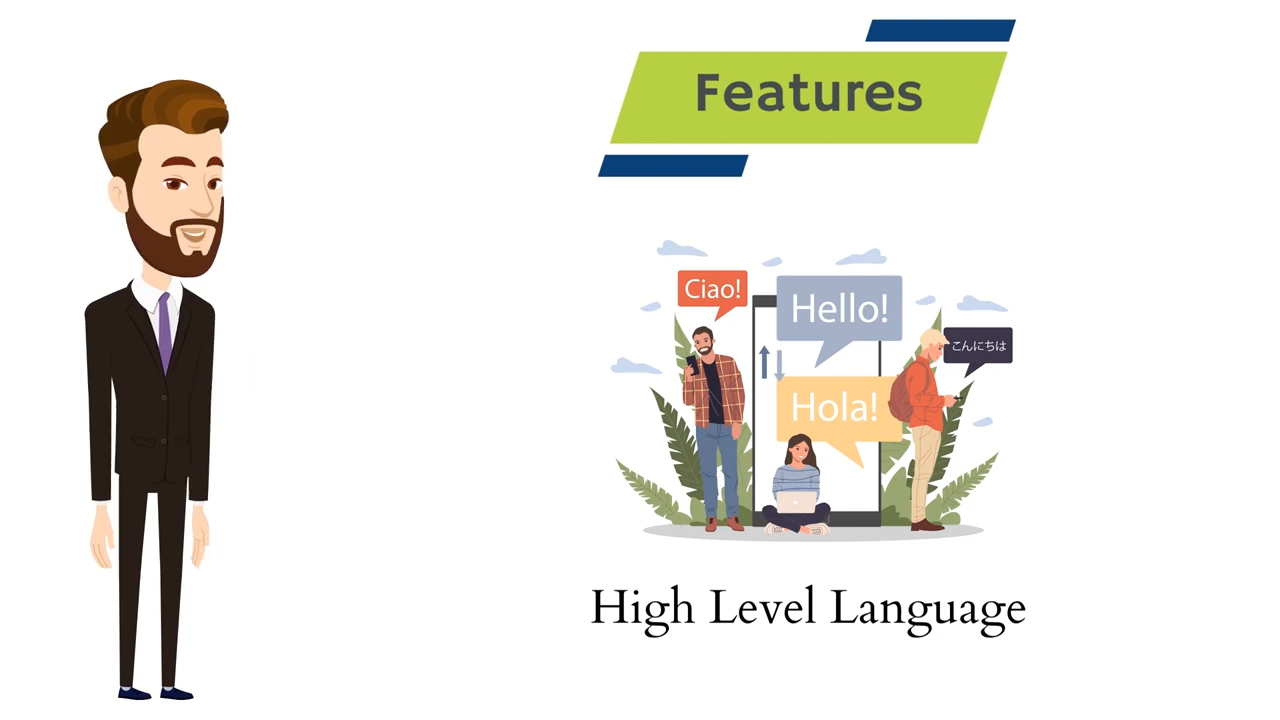 Features
Ciao!
Hello!
こんにちは
Hola!
High Level Language